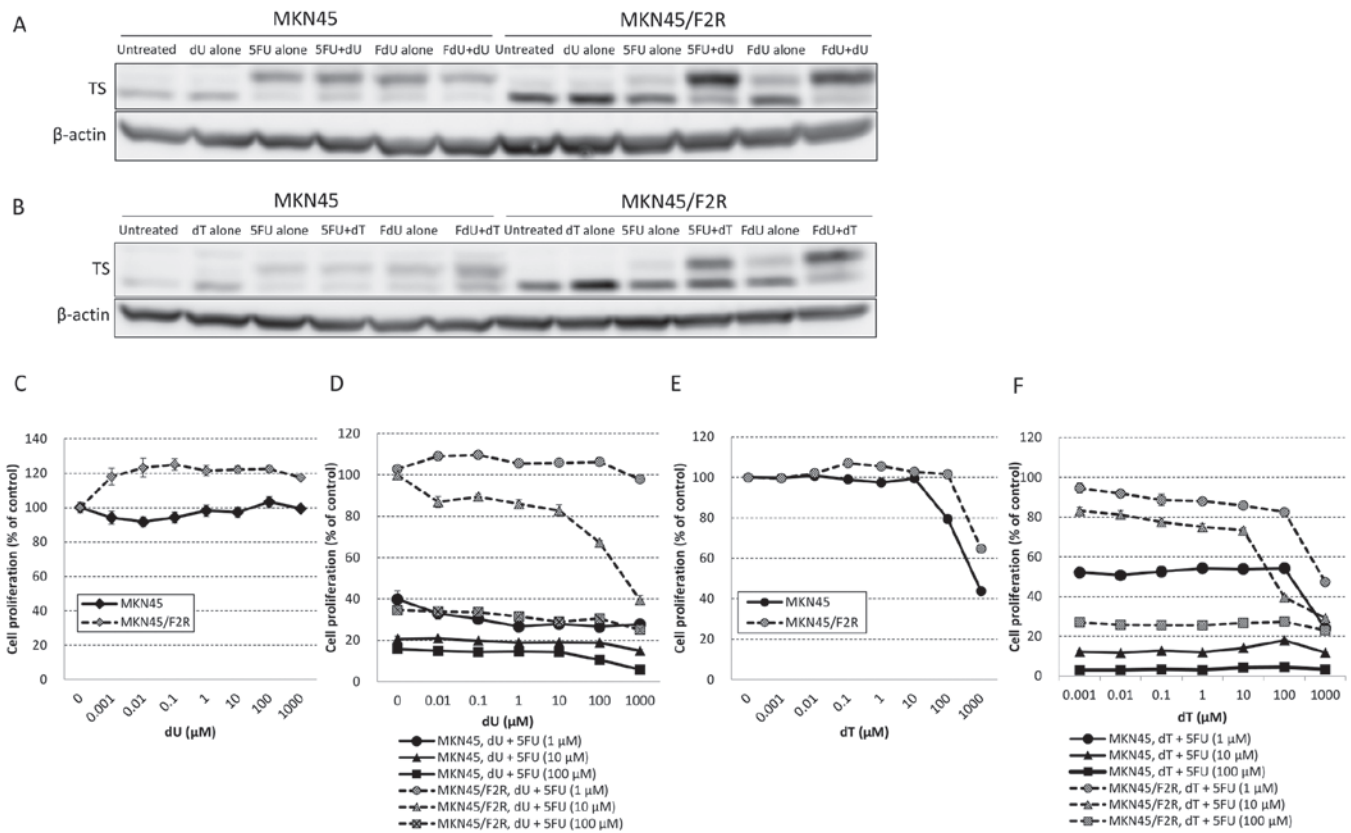 A
MKN45 MKN45/F2R
Untreated dU alone 5FU alone 5FU+dU FdU alone FdU+dU Untreated dU alone 5FU alone 5FU+dU FdU alone FdU+dU
TS
β-actin
B
MKN45 MKN45/F2R
Untreated dT alone 5FU alone 5FU+dT FdU alone FdU+dT Untreated dT alone 5FU alone 5FU+dT FdU alone FdU+dT
TS
β-actin
C
Cell proliferation (% of control)
140
120
100
80
60
40
20
0
MKN45
MKN45/F2R
0 0.001 0.01 0.1 1 10 100 1000
dU (μM)
D
Cell proliferation (% of control)
120
100
80
60
40
20
0
0 0.01 0.1 1 10 100 1000
dU (μM)
MKN45, dU + 5FU (1 μM)
MKN45, dU + 5FU (10 μM)
MKN45, dU + 5FU (100 μM)
MKN45/F2R, dU + 5FU (1 μM)
MKN45/F2R, dU + 5FU (10 μM)
MKN45/F2R, dU + 5FU (100 μM)
E
Cell proliferation (% of control)
120
100
80
60
40
20
0
MKN45
MKN45/F2R
0 0.001 0.01 0.1 1 10 100 1000
dT (μM)
F
Cell proliferation (% of control)
120
100
80
60
40
20
0
0.001 0.01 0.1 1 10 100 1000
dT (μM)
MKN45, dT + 5FU (1 μM)
MKN45, dT + 5FU (10 μM)
MKN45, dT + 5FU (100 μM)
MKN45/F2R, dT + 5FU (1 μM)
MKN45/F2R, dT + 5FU (10 μM)
MKN45/F2R, dT + 5FU (100 μM)